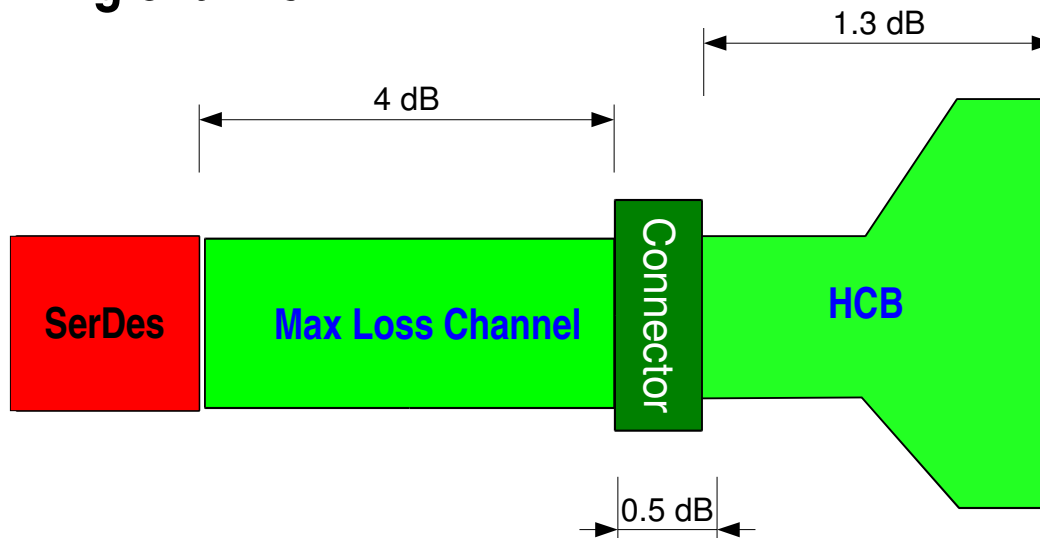 1.3 dB
4 dB
SerDes
Max Loss Channel
Connector
HCB
0.5 dB